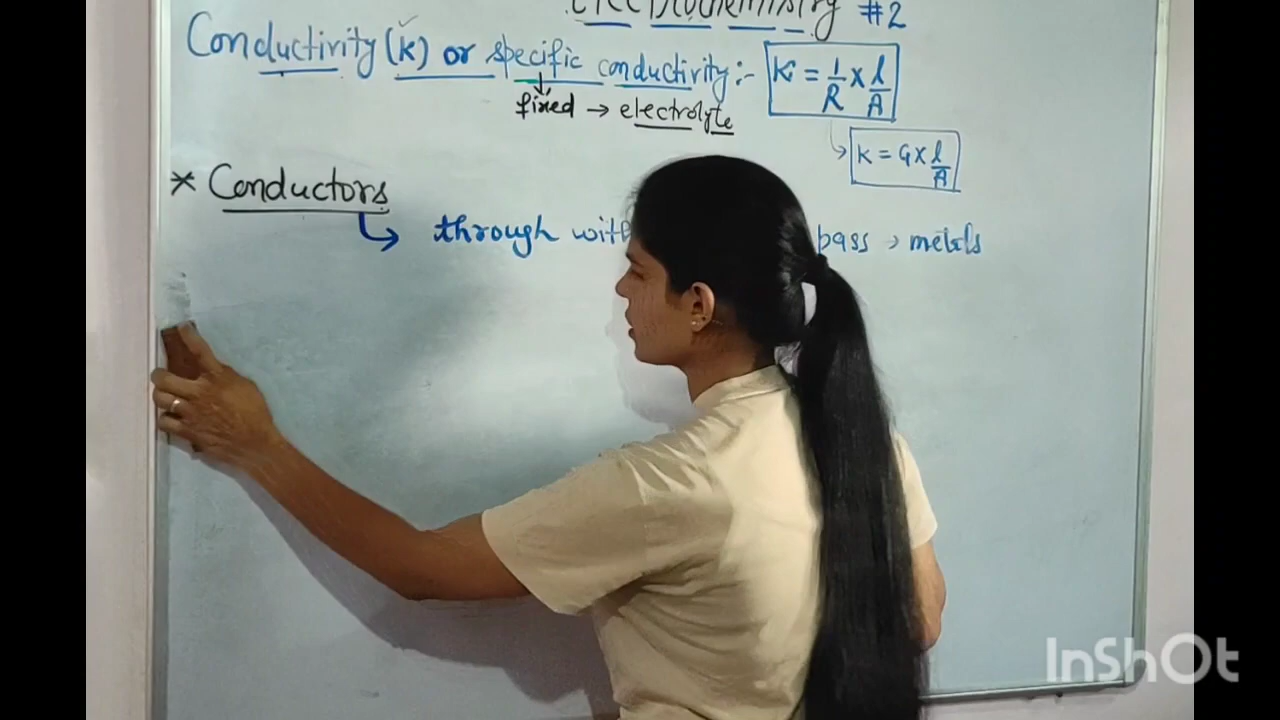 Electrochemistry #2
Conductivity (K) or specific conductivity :- K = 1/R × l/A
fixed → electrolyte
K = G × l/A
* Conductors
through with pass → metals
InShOt